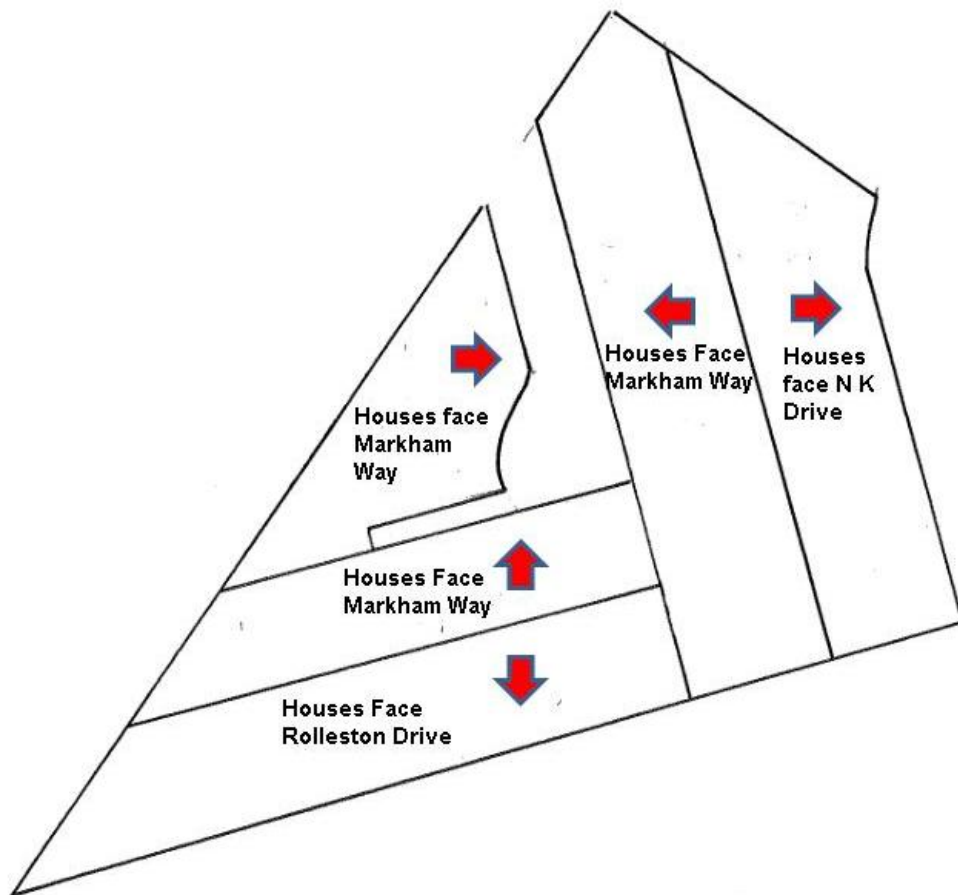 Houses Face
Markham Way
Houses
face N K
Drive
Houses face
Markham
Way
Houses Face
Markham Way
Houses Face
Rolleston Drive